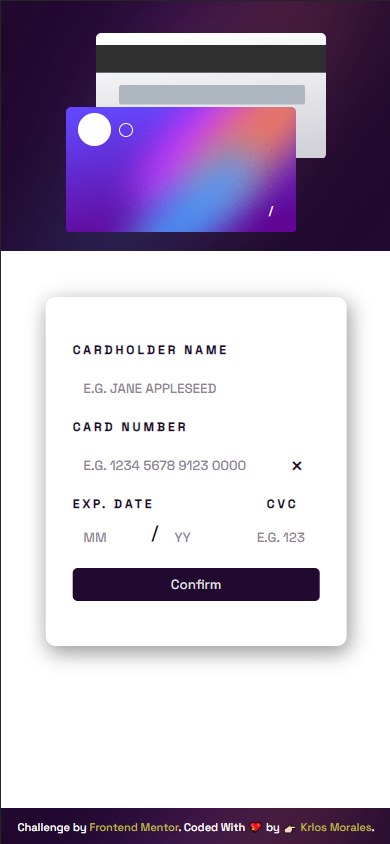 /
CARDHOLDER NAME
E.G. JANE APPLESEED
CARD NUMBER
E.G. 1234 5678 9123 0000 ✕
EXP. DATE CVC
MM / YY E.G. 123
Confirm
Challenge by Frontend Mentor. Coded With 💖 by 👉🏼 Krlos Morales.